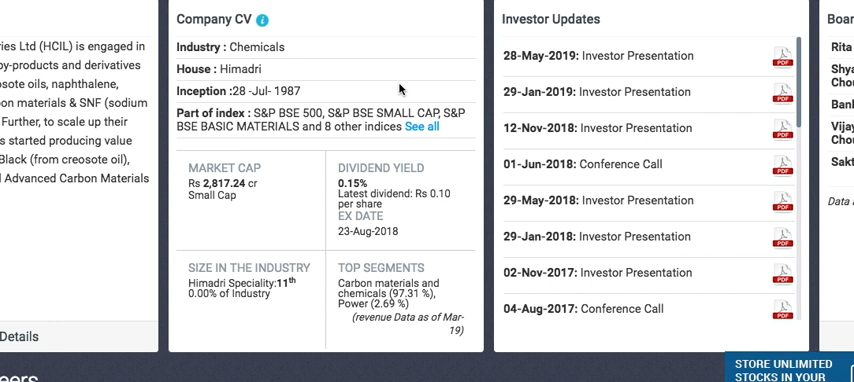 Company CV i
Investor Updates
Boar
ries Ltd (HCIL) is engaged in
by-products and derivatives
osote oils, naphthalene,
on materials & SNF (sodium
Further, to scale up their
s started producing value
Black (from creosote oil),
l Advanced Carbon Materials
Details
Industry : Chemicals
House : Himadri
Inception :28 -Jul- 1987
Part of index : S&P BSE 500, S&P BSE SMALL CAP, S&P
BSE BASIC MATERIALS and 8 other indices See all
MARKET CAP
Rs 2,817.24 cr
Small Cap
DIVIDEND YIELD
0.15%
Latest dividend: Rs 0.10
per share
EX DATE
23-Aug-2018
SIZE IN THE INDUSTRY
Himadri Speciality:11th
0.00% of Industry
TOP SEGMENTS
Carbon materials and
chemicals (97.31 %),
Power (2.69 %)
(revenue Data as of Mar-
19)
28-May-2019: Investor Presentation PDF
29-Jan-2019: Investor Presentation PDF
12-Nov-2018: Investor Presentation PDF
01-Jun-2018: Conference Call PDF
29-May-2018: Investor Presentation PDF
29-Jan-2018: Investor Presentation PDF
02-Nov-2017: Investor Presentation PDF
04-Aug-2017: Conference Call PDF
Rita
Shya
Chou
Bank
Vijay
Chou
Sakt
Data a
STORE UNLIMITED
STOCKS IN YOUR